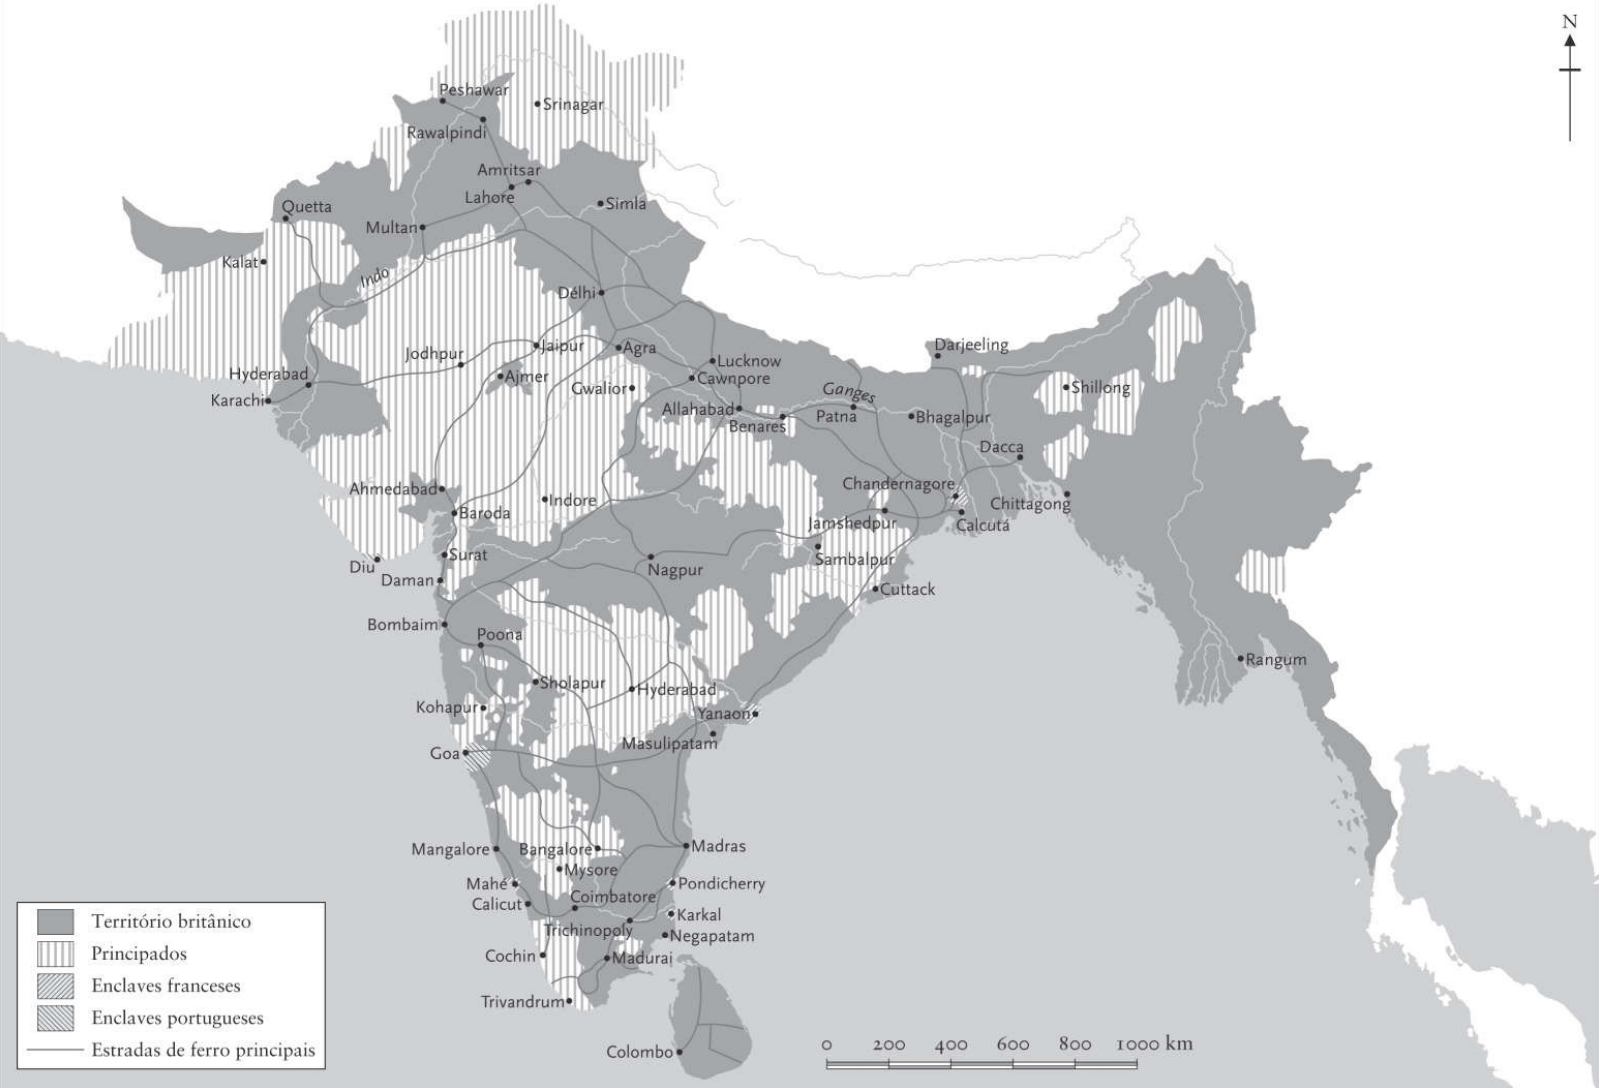 N
Peshawar
Srinagar
Rawalpindi
Amritsar
Lahore
Simla
Quetta
Multan
Kalat
Indo
Délhi
Darjeeling
Jaipur
Agra
Jodhpur
Lucknow
Hyderabad
Ajmer
Cawnpore
Gwalior
Ganges
Shillong
Karachi
Allahabad
Patna
Bhagalpur
Benares
Dacca
Chandernagore
Ahmedabad
Indore
Chittagong
Baroda
Jamshedpur
Calcutá
Surat
Sambalpur
Diu
Nagpur
Daman
Cuttack
Bombaim
Poona
Rangum
Sholapur
Hyderabad
Kohapur
Yanaon
Masulipatam
Goa
Mangalore
Bangalore
Madras
Mysore
Mahé
Pondicherry
Calicut
Coimbatore
Karkal
Trichinopoly
Negapatam
Cochin
Madurai
Trivandrum
Colombo
Território britânico
Principados
Enclaves franceses
Enclaves portugueses
Estradas de ferro principais
0 200 400 600 800 1000 km